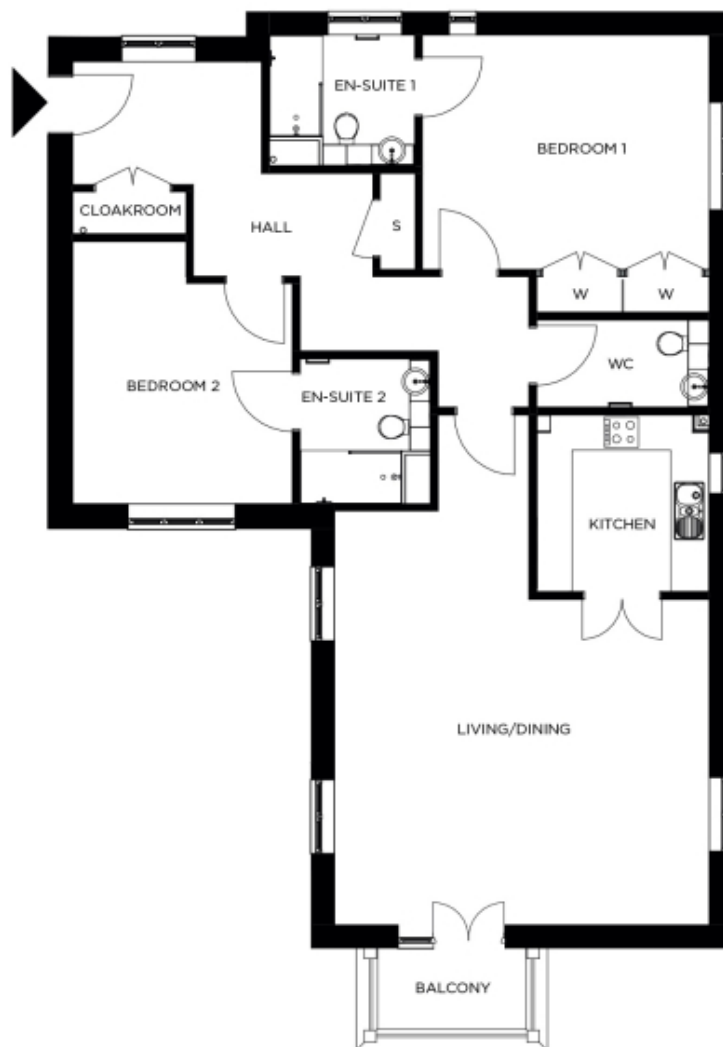 EN-SUITE 1
BEDROOM 1
CLOAKROOM
HALL
S
W
W
WC
BEDROOM 2
EN-SUITE 2
KITCHEN
LIVING/DINING
BALCONY